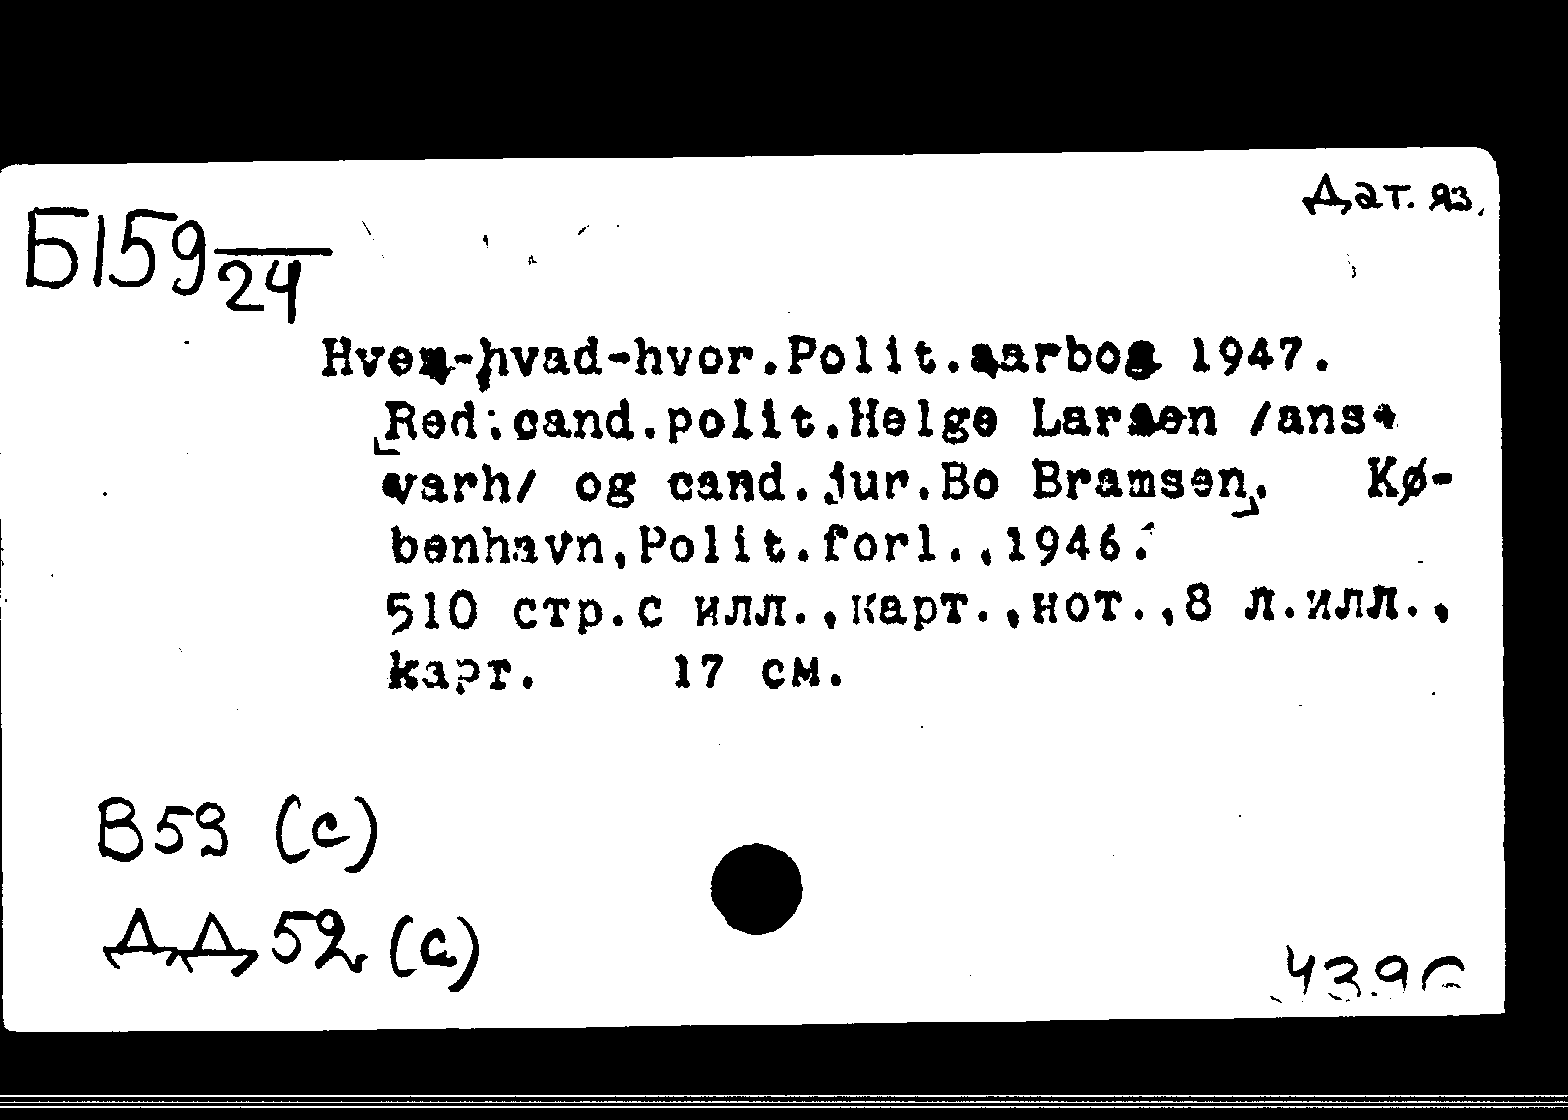 Дат. яз.
Б159
24
Hvem-hvad-hvor.Polit.aarbog 1947.
[Red.cand.polit.Helge Larsen /ans-
varh/ og cand.jur.Bo Bramsen]. Kø-
benhavn,Polit.forl.,1946.
510 стр.с илл.,карт.,нот.,8 л.илл.,
карт. 17 см.
В59 (с)
ДД52 (а)